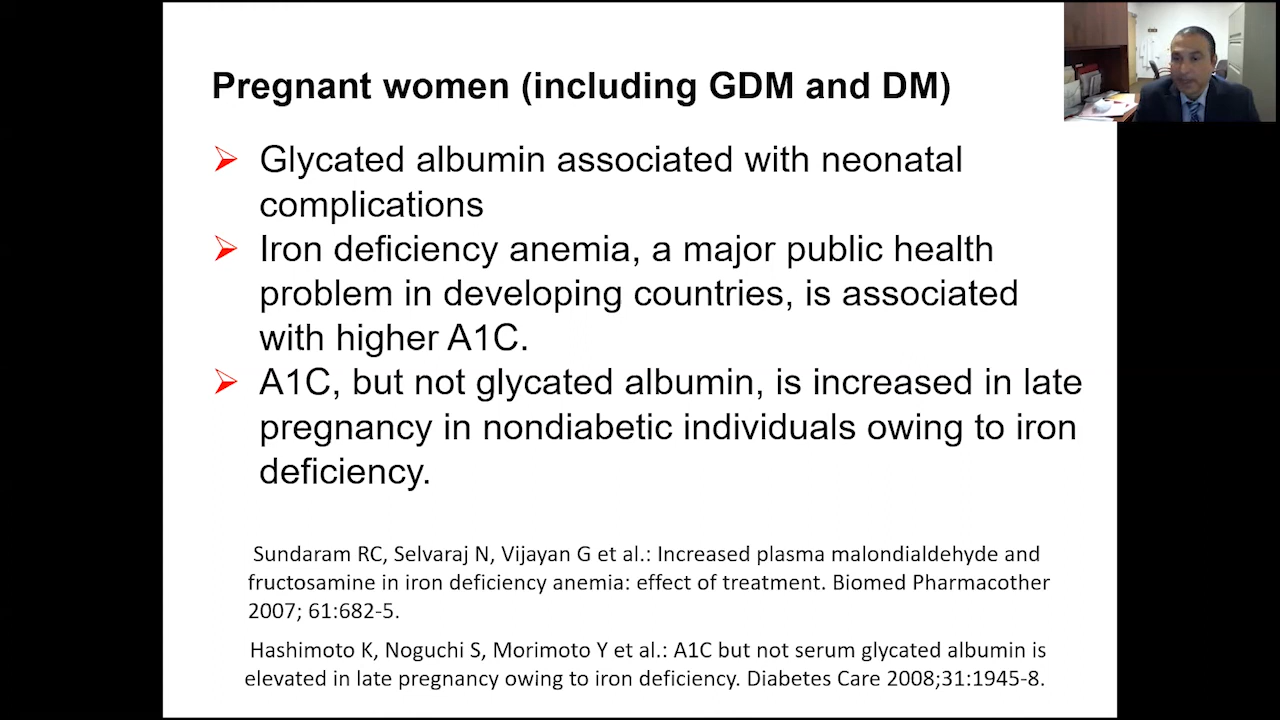 Pregnant women (including GDM and DM)
Glycated albumin associated with neonatal
complications
Iron deficiency anemia, a major public health
problem in developing countries, is associated
with higher A1C.
A1C, but not glycated albumin, is increased in late
pregnancy in nondiabetic individuals owing to iron
deficiency.
Sundaram RC, Selvaraj N, Vijayan G et al.: Increased plasma malondialdehyde and
fructosamine in iron deficiency anemia: effect of treatment. Biomed Pharmacother
2007; 61:682-5.
Hashimoto K, Noguchi S, Morimoto Y et al.: A1C but not serum glycated albumin is
elevated in late pregnancy owing to iron deficiency. Diabetes Care 2008;31:1945-8.